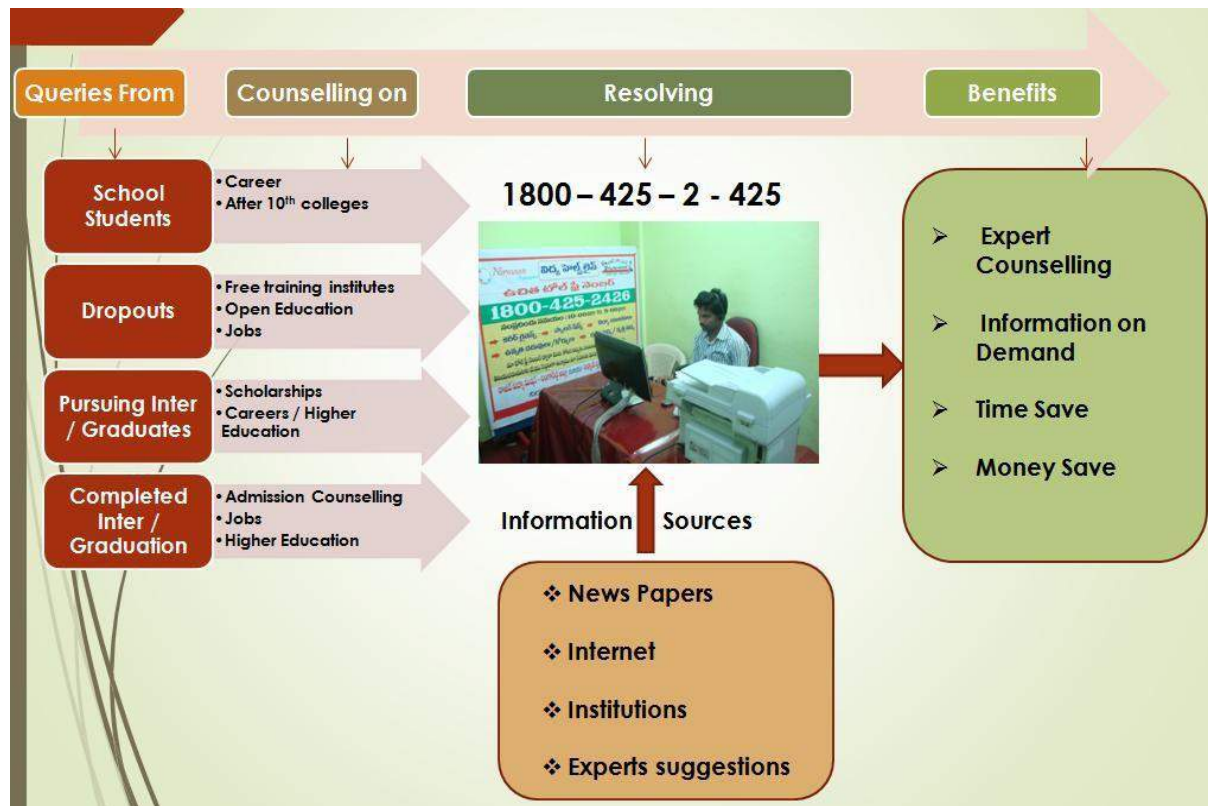 Queries From
Counselling on
Resolving
Benefits
School
Students
• Career
• After 10th colleges
Dropouts
• Free training institutes
• Open Education
• Jobs
Pursuing Inter
/ Graduates
• Scholarships
• Careers / Higher
Education
Completed
Inter /
Graduation
• Admission Counselling
• Jobs
• Higher Education
1800 – 425 – 2 - 425
Nirmaan
విద్య హెల్ప్ లైన్
ఉచిత టోల్ ఫ్రీ నెంబర్
1800-425-2426
Information Sources
❖ News Papers
❖ Internet
❖ Institutions
❖ Experts suggestions
➢ Expert
Counselling
➢ Information on
Demand
➢ Time Save
➢ Money Save